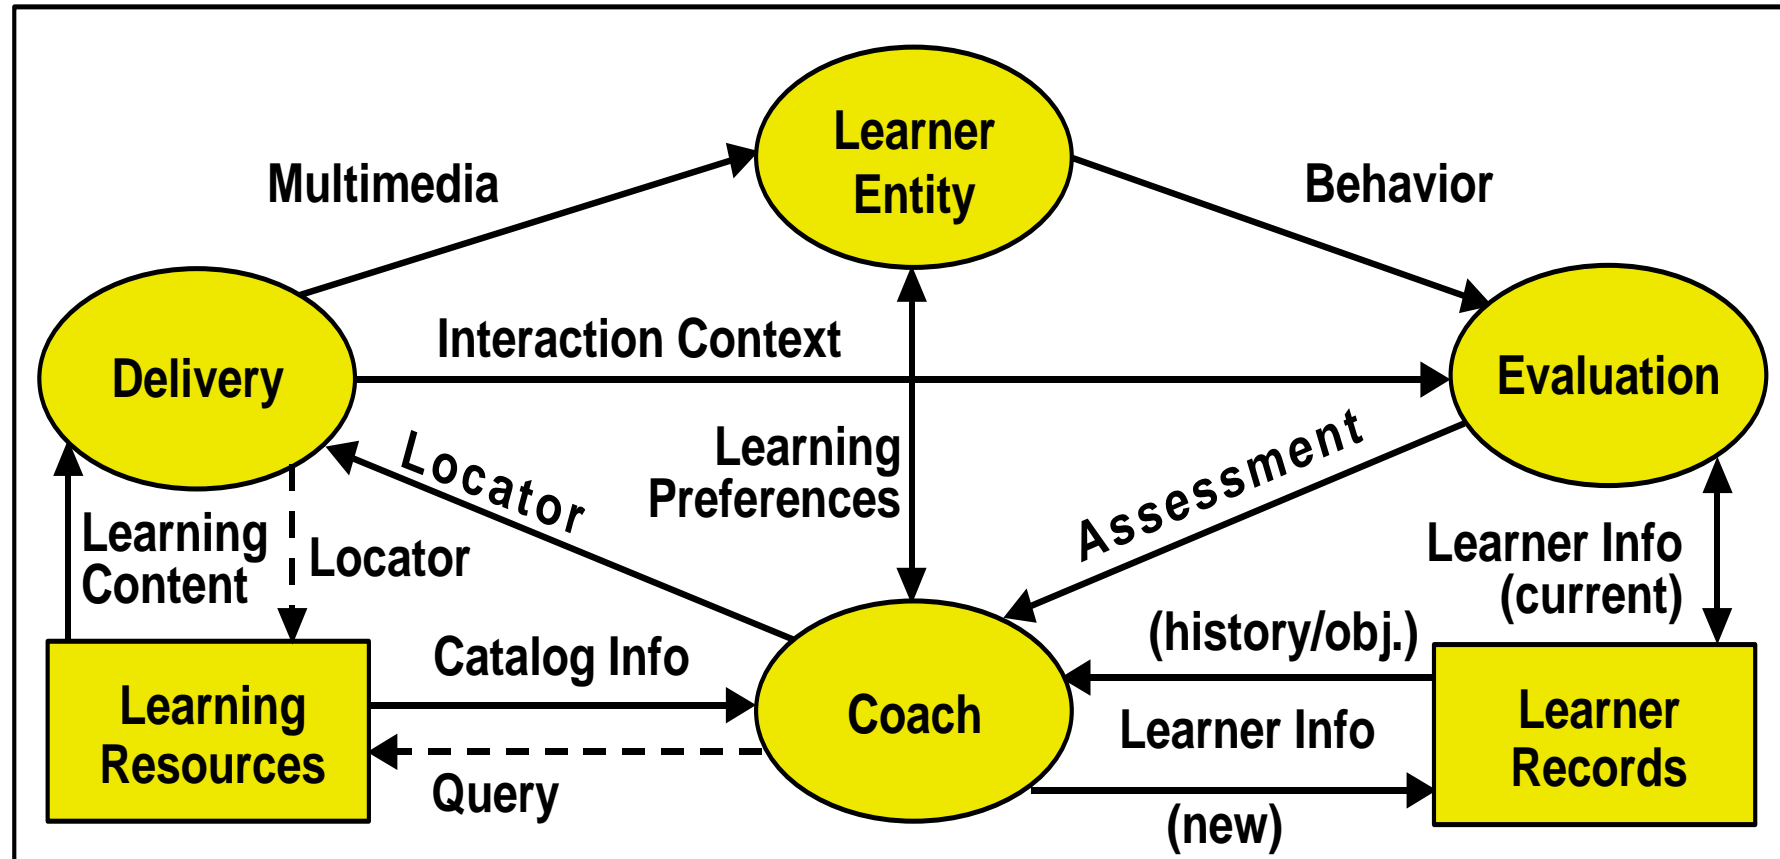 Learner
Entity
Multimedia
Behavior
Interaction Context
Delivery
Evaluation
Locator
Learning
Preferences
Assessment
Learning
Content
Locator
Learner Info
(current)
Catalog Info
(history/obj.)
Learning
Resources
Coach
Learner Info
Learner
Records
Query
(new)